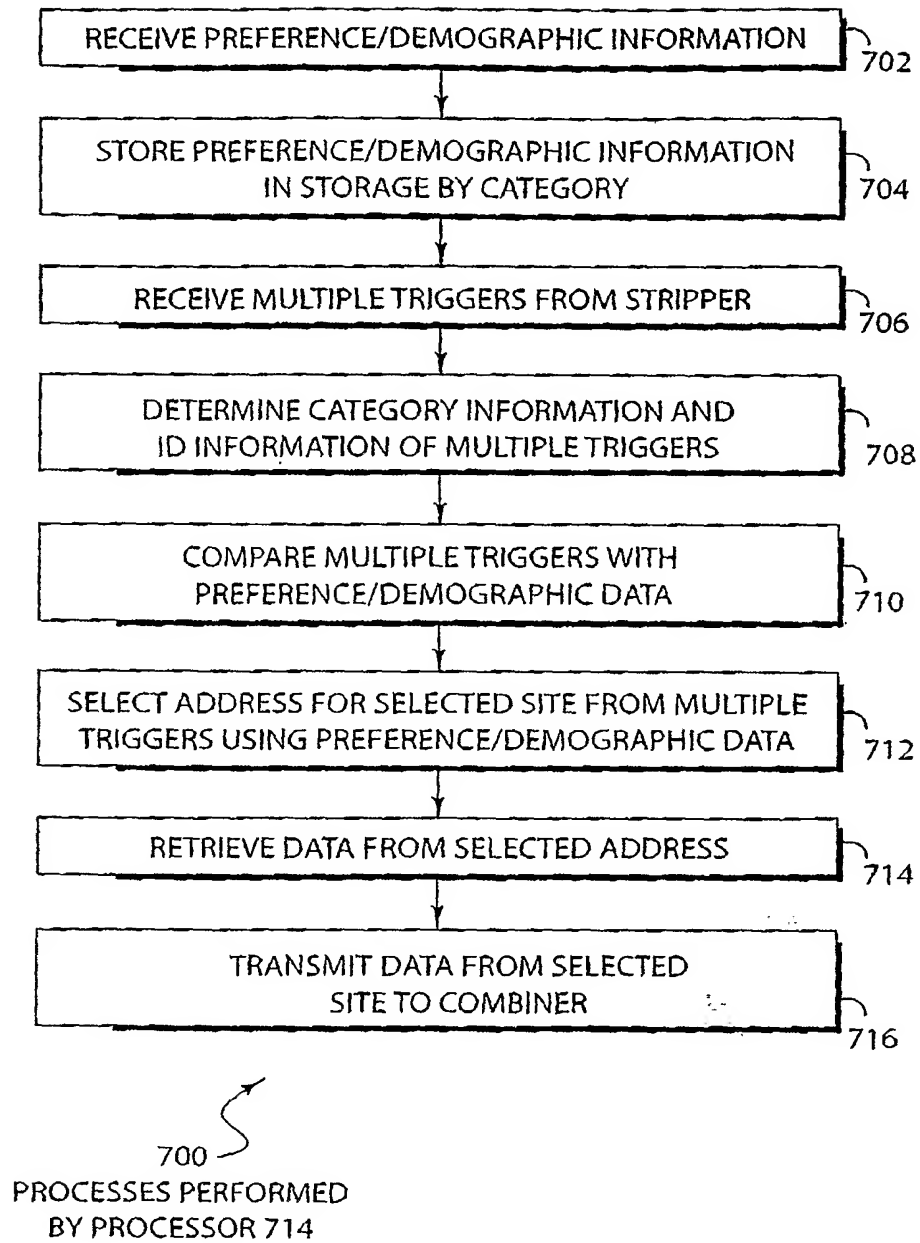 RECEIVE PREFERENCE/DEMOGRAPHIC INFORMATION
702
STORE PREFERENCE/DEMOGRAPHIC INFORMATION
IN STORAGE BY CATEGORY
704
RECEIVE MULTIPLE TRIGGERS FROM STRIPPER
706
DETERMINE CATEGORY INFORMATION AND
ID INFORMATION OF MULTIPLE TRIGGERS
708
COMPARE MULTIPLE TRIGGERS WITH
PREFERENCE/DEMOGRAPHIC DATA
710
SELECT ADDRESS FOR SELECTED SITE FROM MULTIPLE
TRIGGERS USING PREFERENCE/DEMOGRAPHIC DATA
712
RETRIEVE DATA FROM SELECTED ADDRESS
714
TRANSMIT DATA FROM SELECTED
SITE TO COMBINER
716
700
PROCESSES PERFORMED
BY PROCESSOR 714